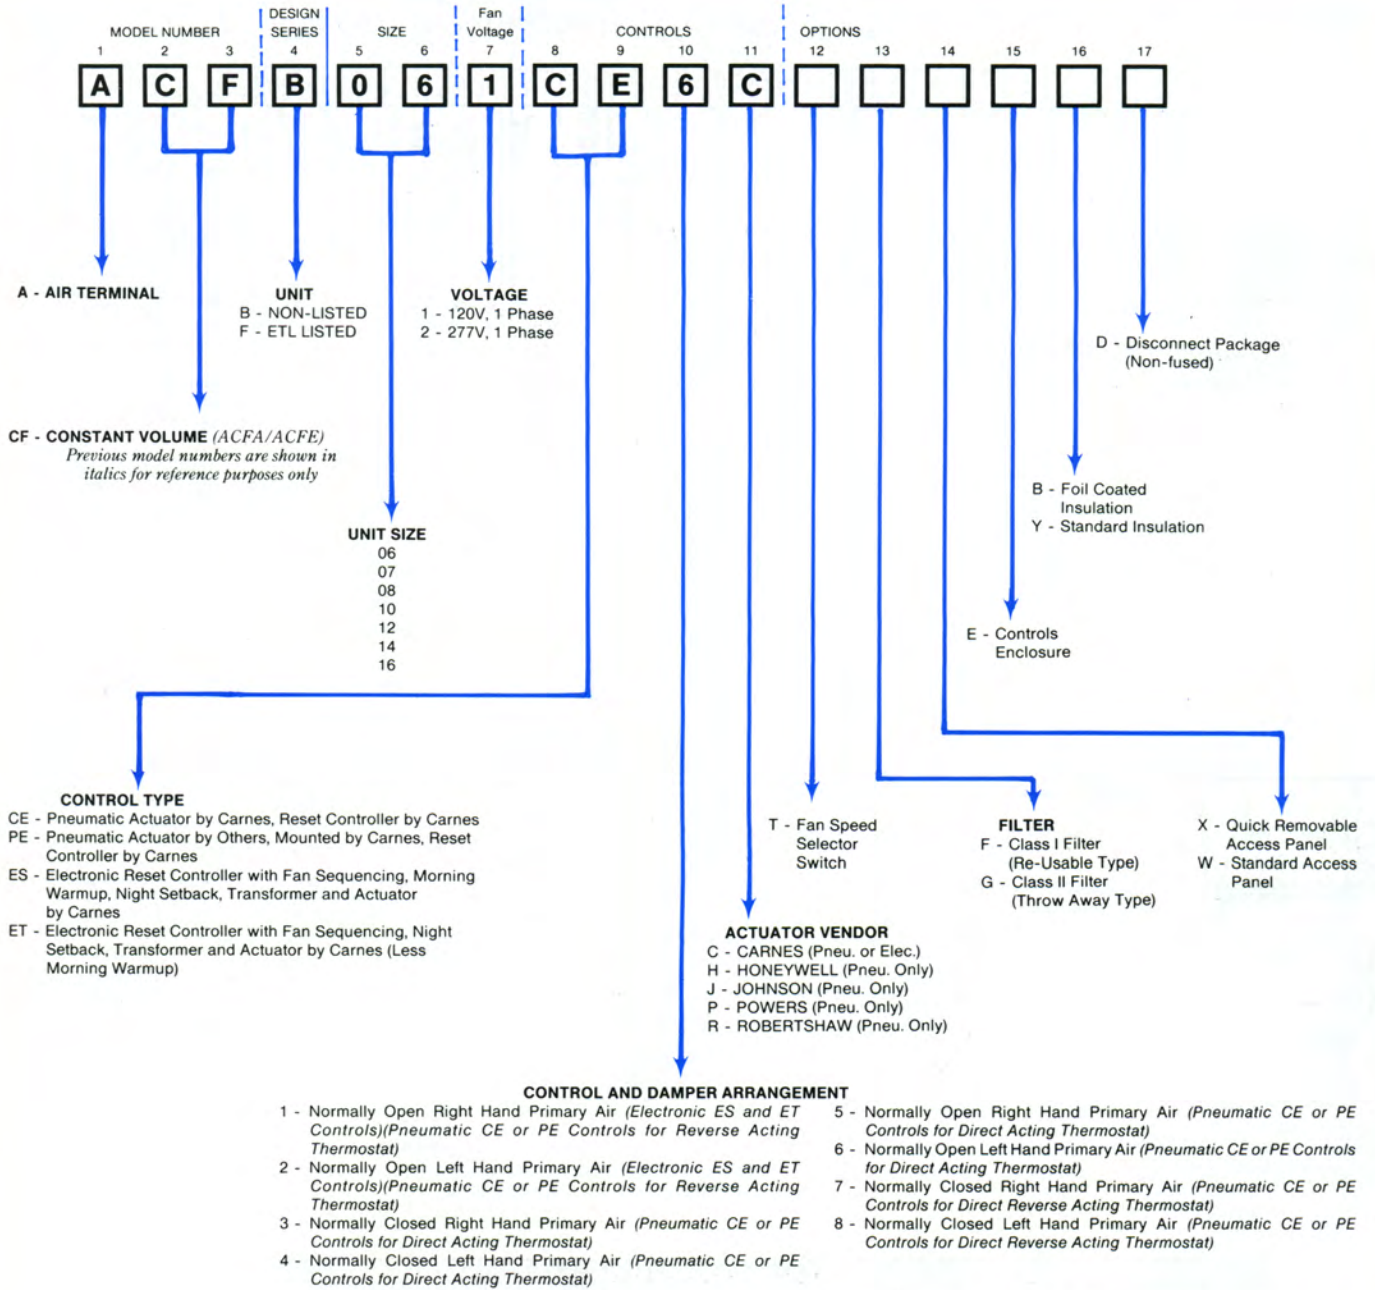 DESIGN
Fan
MODEL NUMBER SERIES SIZE Voltage CONTROLS OPTIONS
1 2 3 4 5 6 7 8 9 10 11 12 13 14 15 16 17
A C F B 0 6 1 C E 6 C
A - AIR TERMINAL
UNIT
B - NON-LISTED
F - ETL LISTED
VOLTAGE
1 - 120V, 1 Phase
2 - 277V, 1 Phase
D - Disconnect Package
(Non-fused)
CF - CONSTANT VOLUME (ACFA/ACFE)
Previous model numbers are shown in
italics for reference purposes only
B - Foil Coated
Insulation
Y - Standard Insulation
UNIT SIZE
06
07
08
10
12
14
16
E - Controls
Enclosure
CONTROL TYPE
CE - Pneumatic Actuator by Carnes, Reset Controller by Carnes
PE - Pneumatic Actuator by Others, Mounted by Carnes, Reset
Controller by Carnes
ES - Electronic Reset Controller with Fan Sequencing, Morning
Warmup, Night Setback, Transformer and Actuator
by Carnes
ET - Electronic Reset Controller with Fan Sequencing, Night
Setback, Transformer and Actuator by Carnes (Less
Morning Warmup)
T - Fan Speed
Selector
Switch
FILTER
F - Class I Filter
(Re-Usable Type)
G - Class II Filter
(Throw Away Type)
X - Quick Removable
Access Panel
W - Standard Access
Panel
ACTUATOR VENDOR
C - CARNES (Pneu. or Elec.)
H - HONEYWELL (Pneu. Only)
J - JOHNSON (Pneu. Only)
P - POWERS (Pneu. Only)
R - ROBERTSHAW (Pneu. Only)
CONTROL AND DAMPER ARRANGEMENT
1 - Normally Open Right Hand Primary Air (Electronic ES and ET
Controls)(Pneumatic CE or PE Controls for Reverse Acting
Thermostat)
2 - Normally Open Left Hand Primary Air (Electronic ES and ET
Controls)(Pneumatic CE or PE Controls for Reverse Acting
Thermostat)
3 - Normally Closed Right Hand Primary Air (Pneumatic CE or PE
Controls for Direct Acting Thermostat)
4 - Normally Closed Left Hand Primary Air (Pneumatic CE or PE
Controls for Direct Acting Thermostat)
5 - Normally Open Right Hand Primary Air (Pneumatic CE or PE
Controls for Direct Acting Thermostat)
6 - Normally Open Left Hand Primary Air (Pneumatic CE or PE Controls
for Direct Acting Thermostat)
7 - Normally Closed Right Hand Primary Air (Pneumatic CE or PE
Controls for Direct Reverse Acting Thermostat)
8 - Normally Closed Left Hand Primary Air (Pneumatic CE or PE
Controls for Direct Reverse Acting Thermostat)